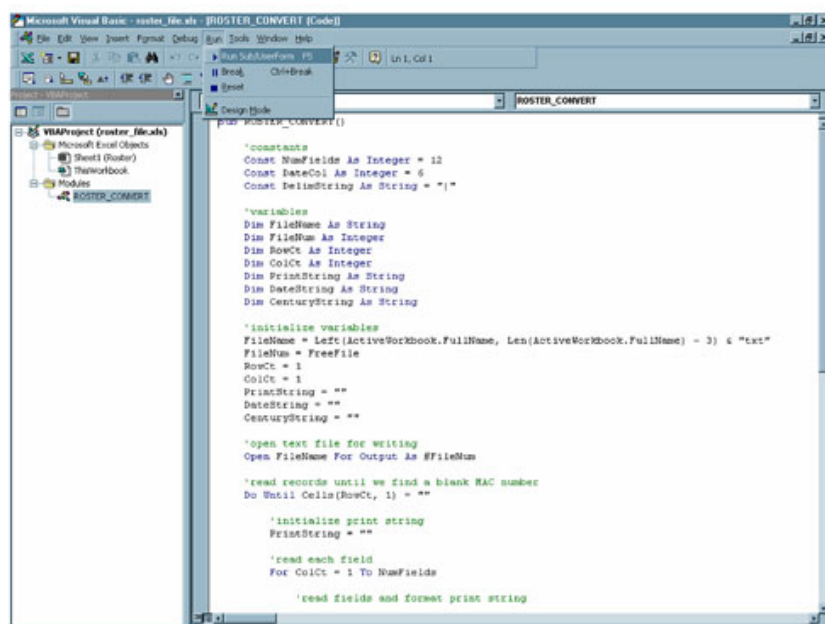 Microsoft Visual Basic - roster_file.xls - [ROSTER_CONVERT (Code)]
File Edit View Insert Format Debug Run Tools Window Help
Run Sub/UserForm F5
Break Ctrl+Break
Reset
Design Mode
Ln 1, Col 1
Project - VBAProject
ROSTER_CONVERT
VBAProject (roster_file.xls)
Microsoft Excel Objects
Sheet1 (Roster)
ThisWorkbook
Modules
ROSTER_CONVERT
Sub ROSTER_CONVERT()
'constants
Const NumFields As Integer = 12
Const DateCol As Integer = 6
Const DelimString As String = "|"
'variables
Dim FileName As String
Dim FileNum As Integer
Dim RowCt As Integer
Dim ColCt As Integer
Dim PrintString As String
Dim DateString As String
Dim CenturyString As String
'initialize variables
FileName = Left(ActiveWorkbook.FullName, Len(ActiveWorkbook.FullName) - 3) & "txt"
FileNum = FreeFile
RowCt = 1
ColCt = 1
PrintString = ""
DateString = ""
CenturyString = ""
'open text file for writing
Open FileName For Output As #FileNum
'read records until we find a blank MAC number
Do Until Cells(RowCt, 1) = ""
'initialize print string
PrintString = ""
'read each field
For ColCt = 1 To NumFields
'read fields and format print string